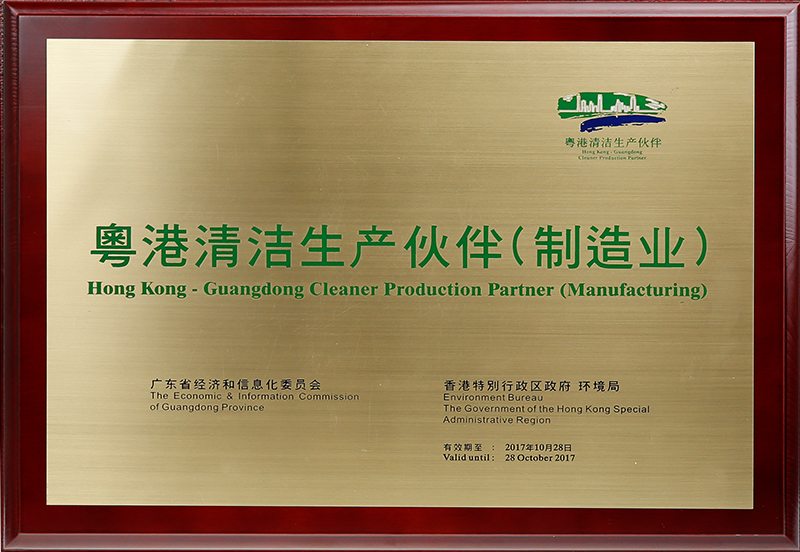 粤港清洁生产伙伴
Hong Kong - Guangdong
Cleaner Production Partner
粤港清洁生产伙伴(制造业)
Hong Kong - Guangdong Cleaner Production Partner (Manufacturing)
广东省经济和信息化委员会
The Economic & Information Commission
of Guangdong Province
香港特别行政区政府 环境局
Environment Bureau
The Government of the Hong Kong Special
Administrative Region
有效期至 : 2017年10月28日
Valid until : 28 October 2017